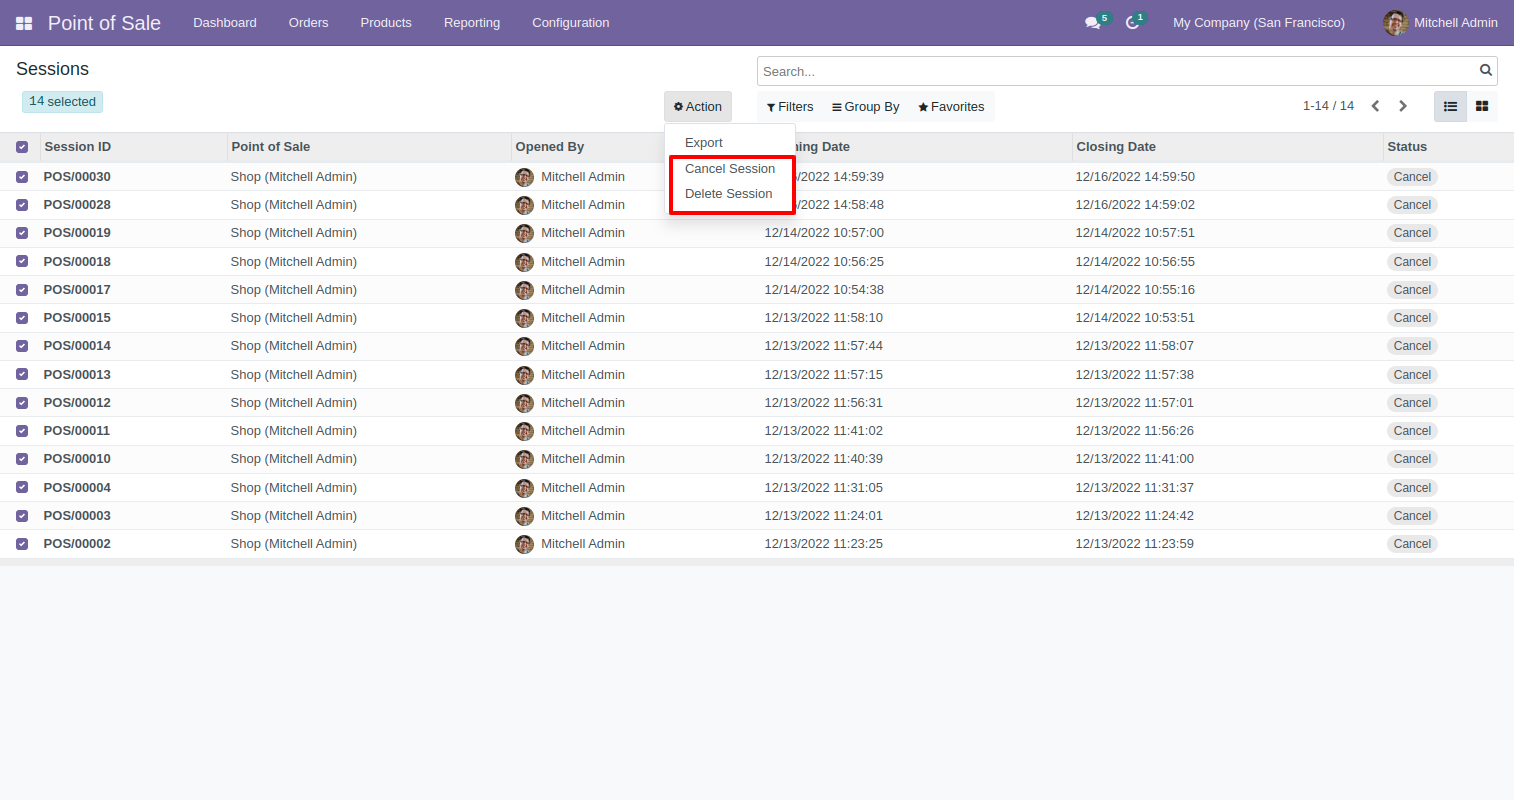 Point of Sale Dashboard Orders Products Reporting Configuration 5 1 My Company (San Francisco) Mitchell Admin
Sessions
Search...
14 selected
Action Filters Group By Favorites 1-14 / 14
Export
Cancel Session
Delete Session
Session ID Point of Sale Opened By Date Closing Date Status
POS/00030 Shop (Mitchell Admin) Mitchell Admin /2022 14:59:39 12/16/2022 14:59:50 Cancel
POS/00028 Shop (Mitchell Admin) Mitchell Admin /2022 14:58:48 12/16/2022 14:59:02 Cancel
POS/00019 Shop (Mitchell Admin) Mitchell Admin 12/14/2022 10:57:00 12/14/2022 10:57:51 Cancel
POS/00018 Shop (Mitchell Admin) Mitchell Admin 12/14/2022 10:56:25 12/14/2022 10:56:55 Cancel
POS/00017 Shop (Mitchell Admin) Mitchell Admin 12/14/2022 10:54:38 12/14/2022 10:55:16 Cancel
POS/00015 Shop (Mitchell Admin) Mitchell Admin 12/13/2022 11:58:10 12/14/2022 10:53:51 Cancel
POS/00014 Shop (Mitchell Admin) Mitchell Admin 12/13/2022 11:57:44 12/13/2022 11:58:07 Cancel
POS/00013 Shop (Mitchell Admin) Mitchell Admin 12/13/2022 11:57:15 12/13/2022 11:57:38 Cancel
POS/00012 Shop (Mitchell Admin) Mitchell Admin 12/13/2022 11:56:31 12/13/2022 11:57:01 Cancel
POS/00011 Shop (Mitchell Admin) Mitchell Admin 12/13/2022 11:41:02 12/13/2022 11:56:26 Cancel
POS/00010 Shop (Mitchell Admin) Mitchell Admin 12/13/2022 11:40:39 12/13/2022 11:41:00 Cancel
POS/00004 Shop (Mitchell Admin) Mitchell Admin 12/13/2022 11:31:05 12/13/2022 11:31:37 Cancel
POS/00003 Shop (Mitchell Admin) Mitchell Admin 12/13/2022 11:24:01 12/13/2022 11:24:42 Cancel
POS/00002 Shop (Mitchell Admin) Mitchell Admin 12/13/2022 11:23:25 12/13/2022 11:23:59 Cancel